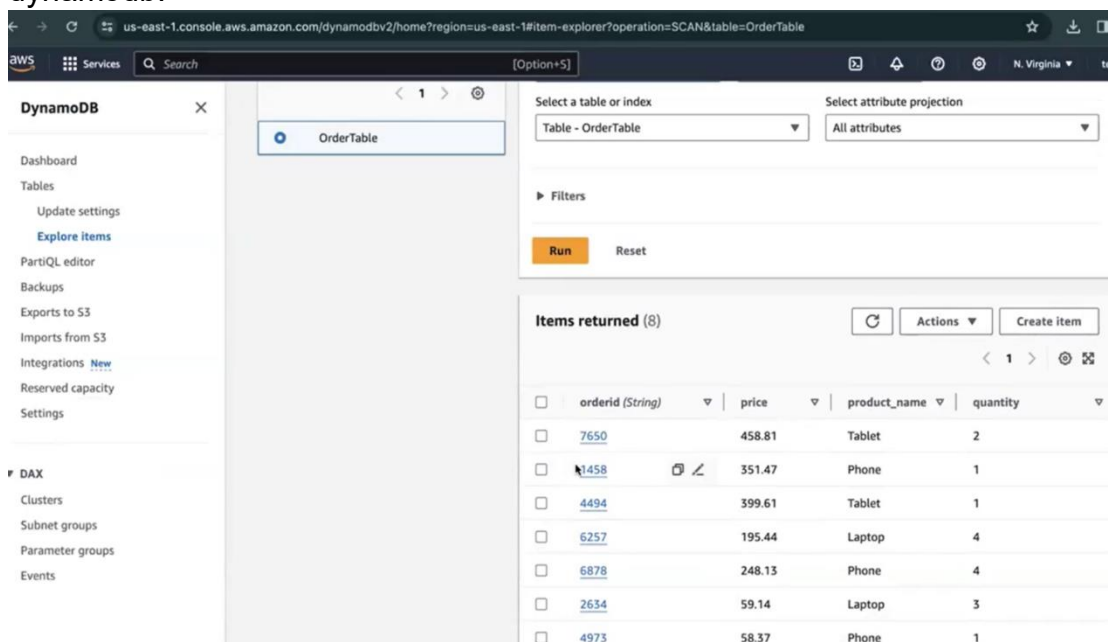 dynamodb.
us-east-1.console.aws.amazon.com/dynamodbv2/home?region=us-east-1#item-explorer?operation=SCAN&table=OrderTable
aws Services Search [Option+S] N. Virginia
DynamoDB
Dashboard
Tables
Update settings
Explore items
PartiQL editor
Backups
Exports to S3
Imports from S3
Integrations New
Reserved capacity
Settings
DAX
Clusters
Subnet groups
Parameter groups
Events
1
OrderTable
Select a table or index
Table - OrderTable
Select attribute projection
All attributes
Filters
Run Reset
Items returned (8) Actions Create item
1
orderid (String) price product_name quantity
7650 458.81 Tablet 2
1458 351.47 Phone 1
4494 399.61 Tablet 1
6257 195.44 Laptop 4
6878 248.13 Phone 4
2634 59.14 Laptop 3
4973 58.37 Phone 1